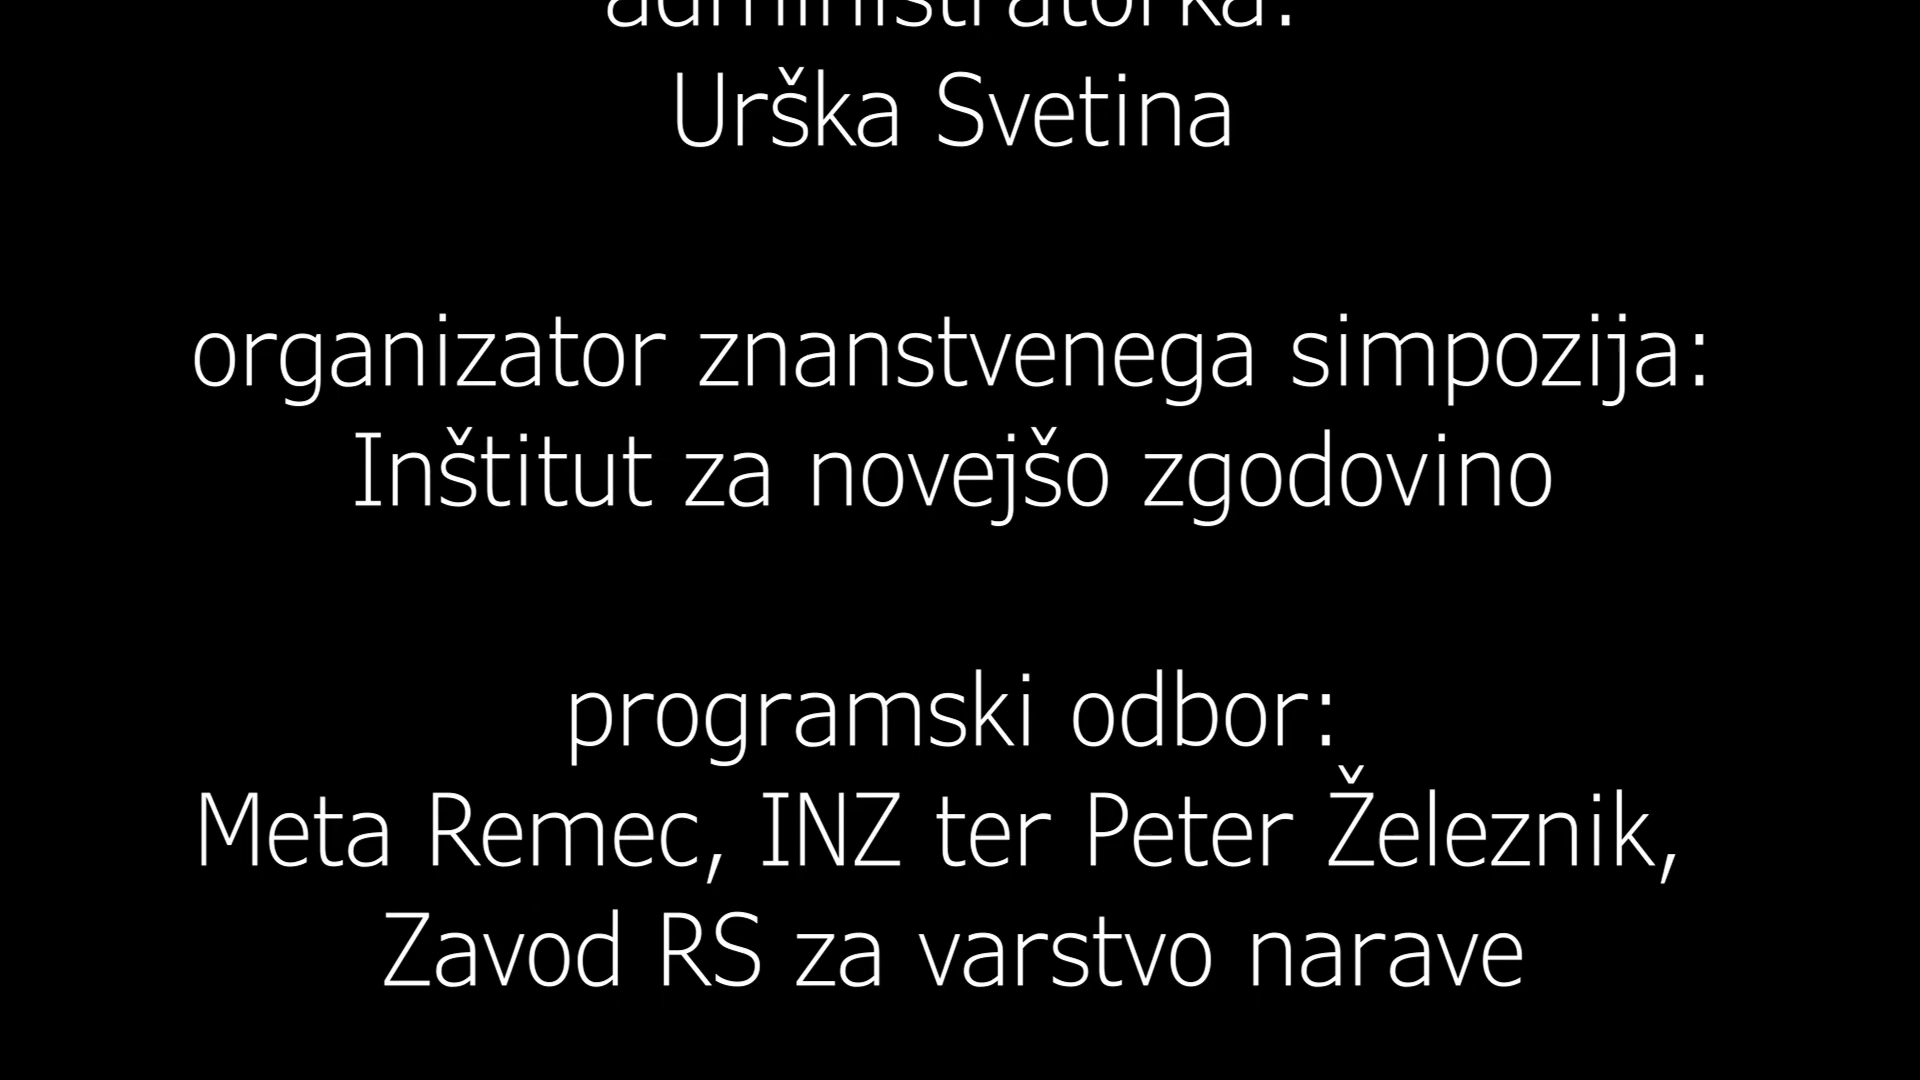 administratorka:
Urška Svetina
organizator znanstvenega simpozija:
Inštitut za novejšo zgodovino
programski odbor:
Meta Remec, INZ ter Peter Železnik,
Zavod RS za varstvo narave